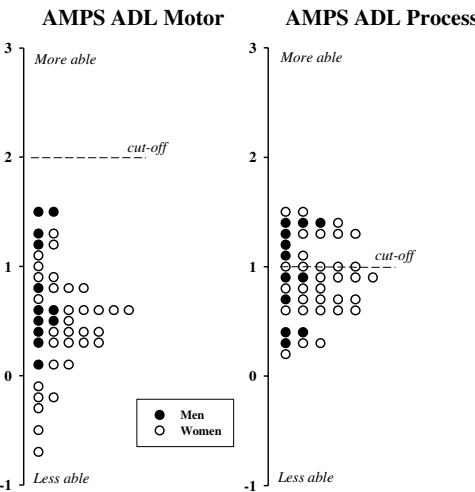 AMPS ADL Motor
AMPS ADL Process
3
More able
2
cut-off
1
0
-1
Less able
Men
Women
3
More able
2
cut-off
1
0
-1
Less able